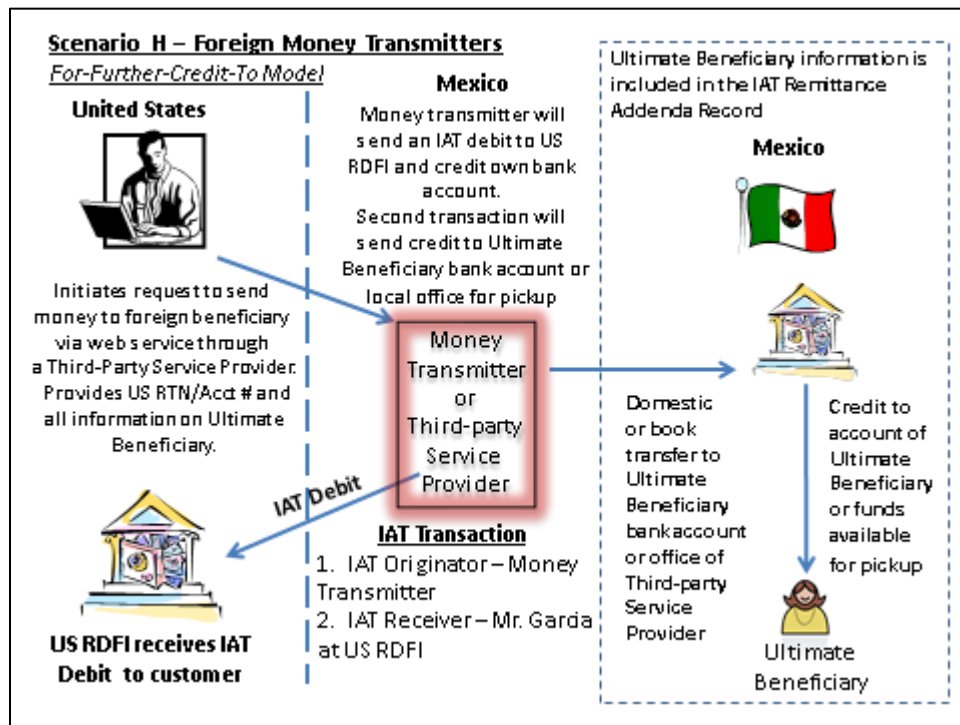 Scenario H – Foreign Money Transmitters
For-Further-Credit-To Model
United States
Initiates request to send
money to foreign beneficiary
via web service through
a Third-Party Service Provider.
Provides US RTN/Acct # and
all information on Ultimate
Beneficiary.
US RDFI receives IAT
Debit to customer
Mexico
Money transmitter will
send an IAT debit to US
RDFI and credit own bank
account.
Second transaction will
send credit to Ultimate
Beneficiary bank account or
local office for pickup
Money
Transmitter
or
Third-party
Service
Provider
IAT Debit
IAT Transaction
1. IAT Originator – Money
Transmitter
2. IAT Receiver – Mr. Garcia
at US RDFI
Ultimate Beneficiary information is
included in the IAT Remittance
Addenda Record
Mexico
Domestic
or book
transfer to
Ultimate
Beneficiary
bank account
or office of
Third-party
Service
Provider
Credit to
account of
Ultimate
Beneficiary
or funds
available
for pickup
Ultimate
Beneficiary